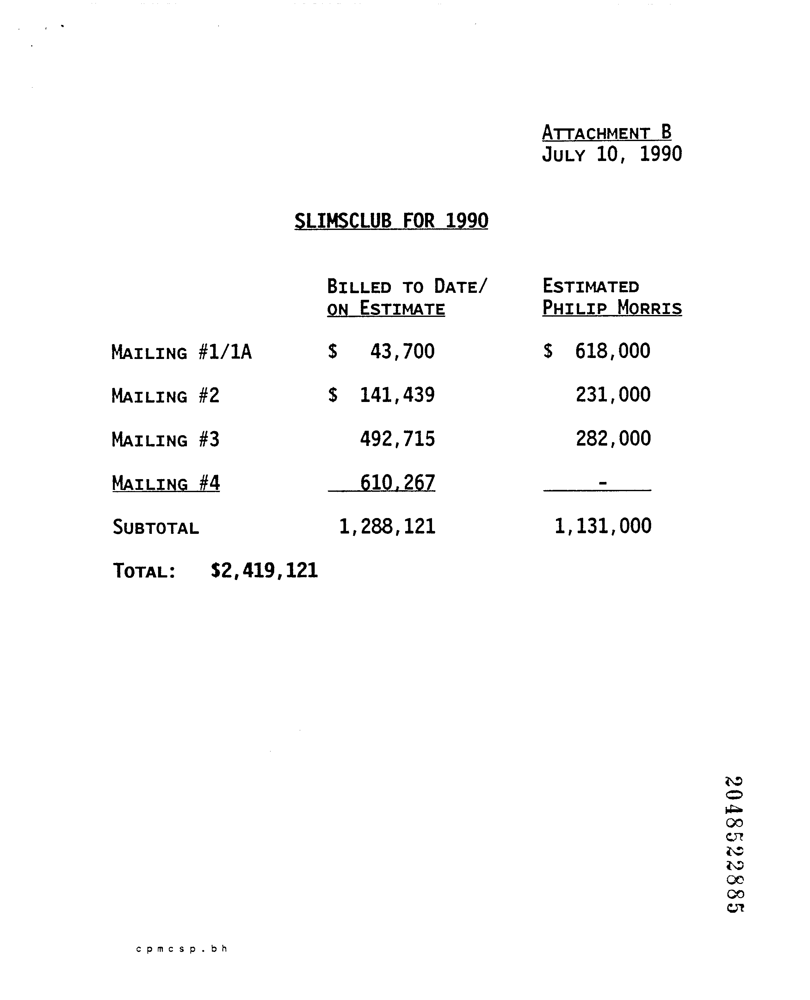 ATTACHMENT B
JULY 10, 1990
SLIMSCLUB FOR 1990
BILLED TO DATE/ ESTIMATED
ON ESTIMATE PHILIP MORRIS
MAILING #1/1A $ 43,700 $ 618,000
MAILING #2 $ 141,439 231,000
MAILING #3 492,715 282,000
MAILING #4 610,267 -
SUBTOTAL 1,288,121 1,131,000
TOTAL: $2,419,121
2048522885
cpmcsp.bh